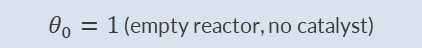 θ₀ = 1 (empty reactor, no catalyst)